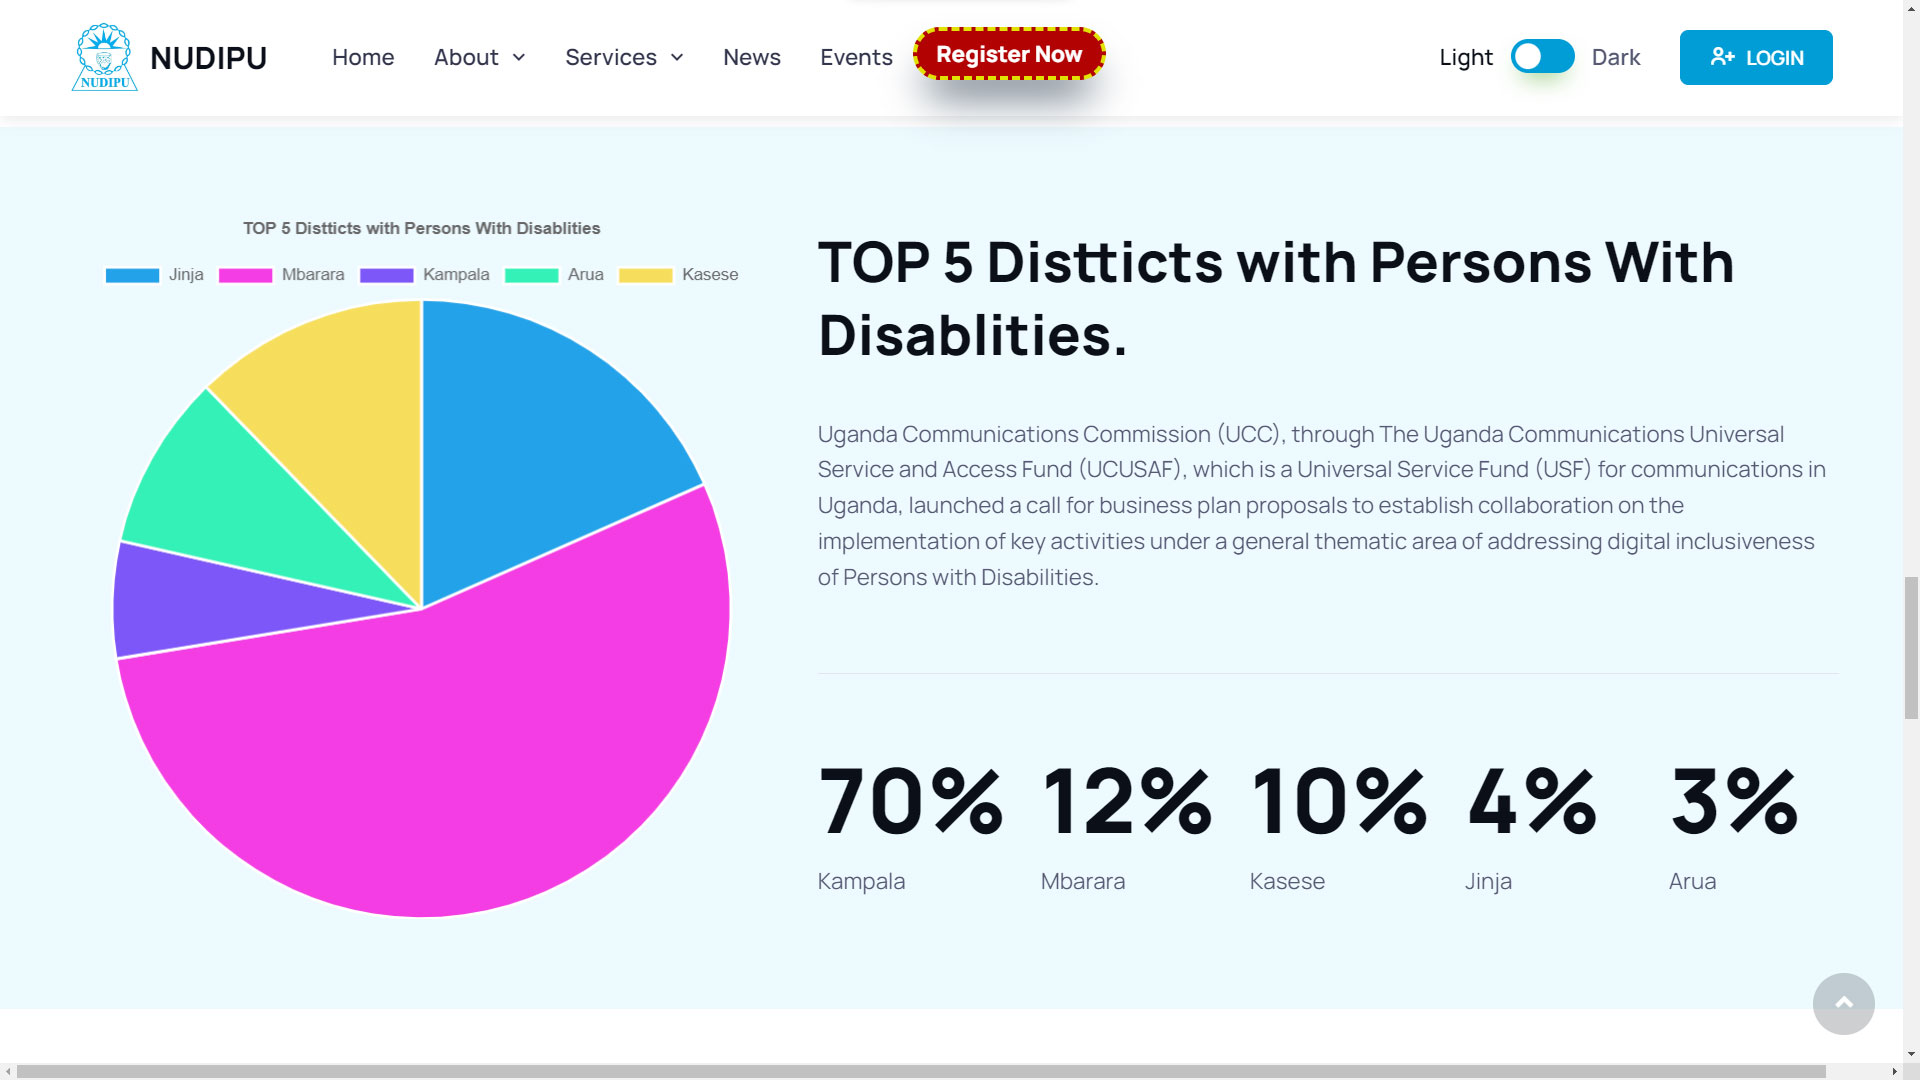 NUDIPU
NUDIPU
Home
About
Services
News
Events
Register Now
Light
Dark
LOGIN
TOP 5 Distticts with Persons With Disablities
Jinja
Mbarara
Kampala
Arua
Kasese
TOP 5 Distticts with Persons With
Disablities.
Uganda Communications Commission (UCC), through The Uganda Communications Universal
Service and Access Fund (UCUSAF), which is a Universal Service Fund (USF) for communications in
Uganda, launched a call for business plan proposals to establish collaboration on the
implementation of key activities under a general thematic area of addressing digital inclusiveness
of Persons with Disabilities.
70%
Kampala
12%
Mbarara
10%
Kasese
4%
Jinja
3%
Arua